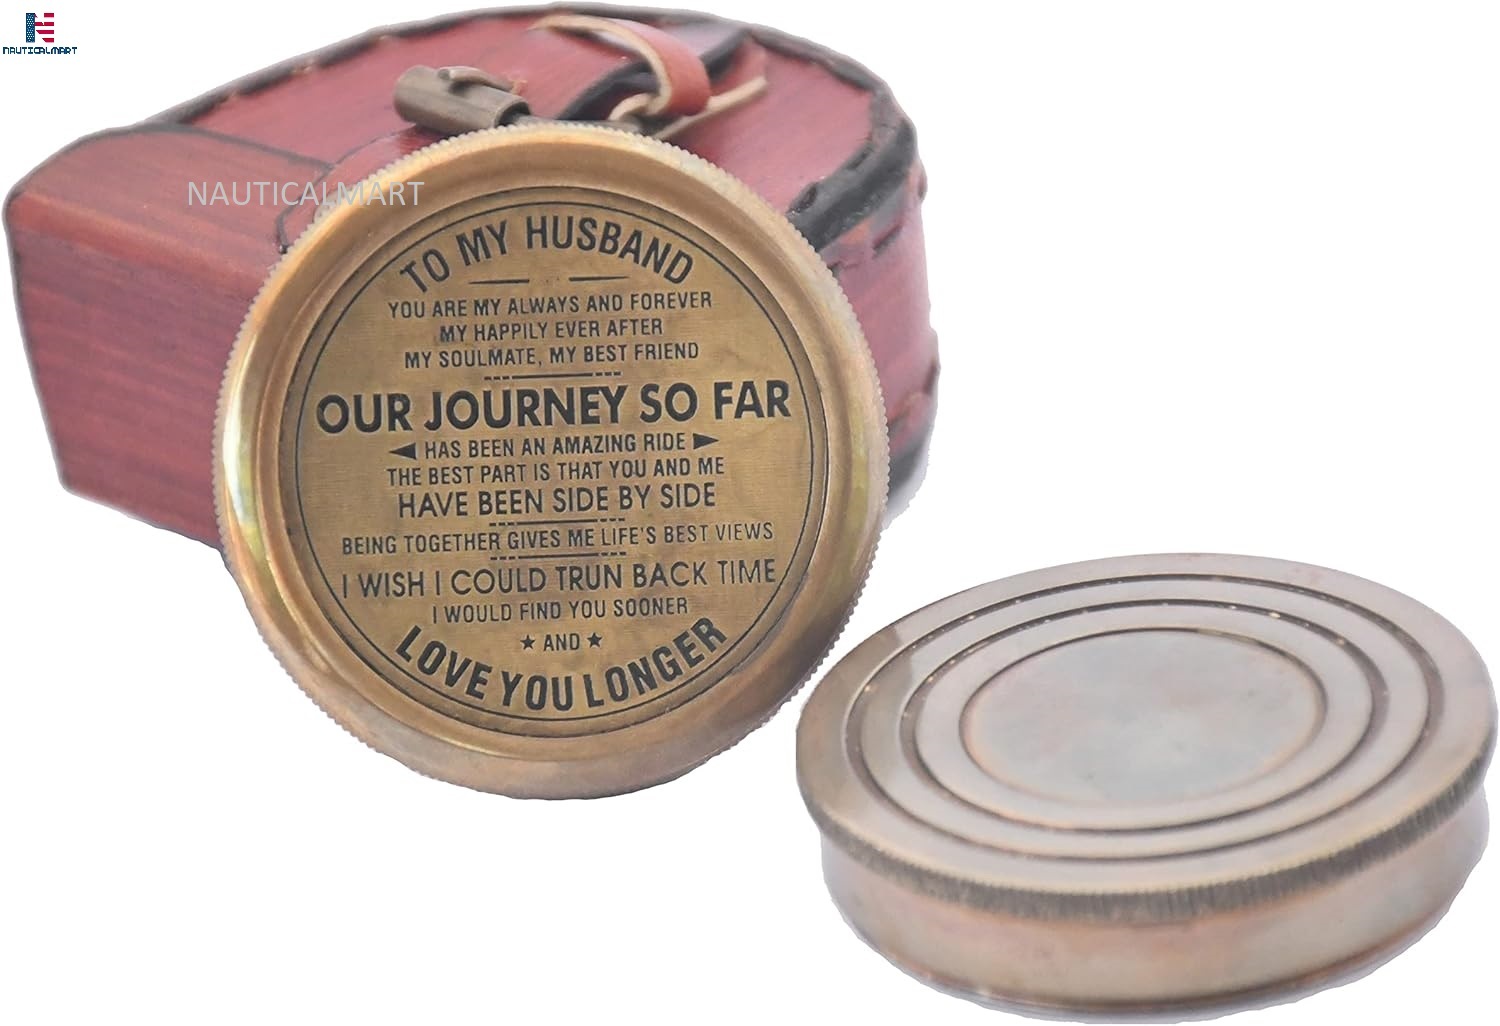 NAUTICALMART
NAUTICALMART
TO MY HUSBAND
YOU ARE MY ALWAYS AND FOREVER
MY HAPPILY EVER AFTER
MY SOULMATE, MY BEST FRIEND
OUR JOURNEY SO FAR
HAS BEEN AN AMAZING RIDE
THE BEST PART IS THAT YOU AND ME
HAVE BEEN SIDE BY SIDE
BEING TOGETHER GIVES ME LIFE'S BEST VIEWS
I WISH I COULD TRUN BACK TIME
I WOULD FIND YOU SOONER
★ AND ★
LOVE YOU LONGER